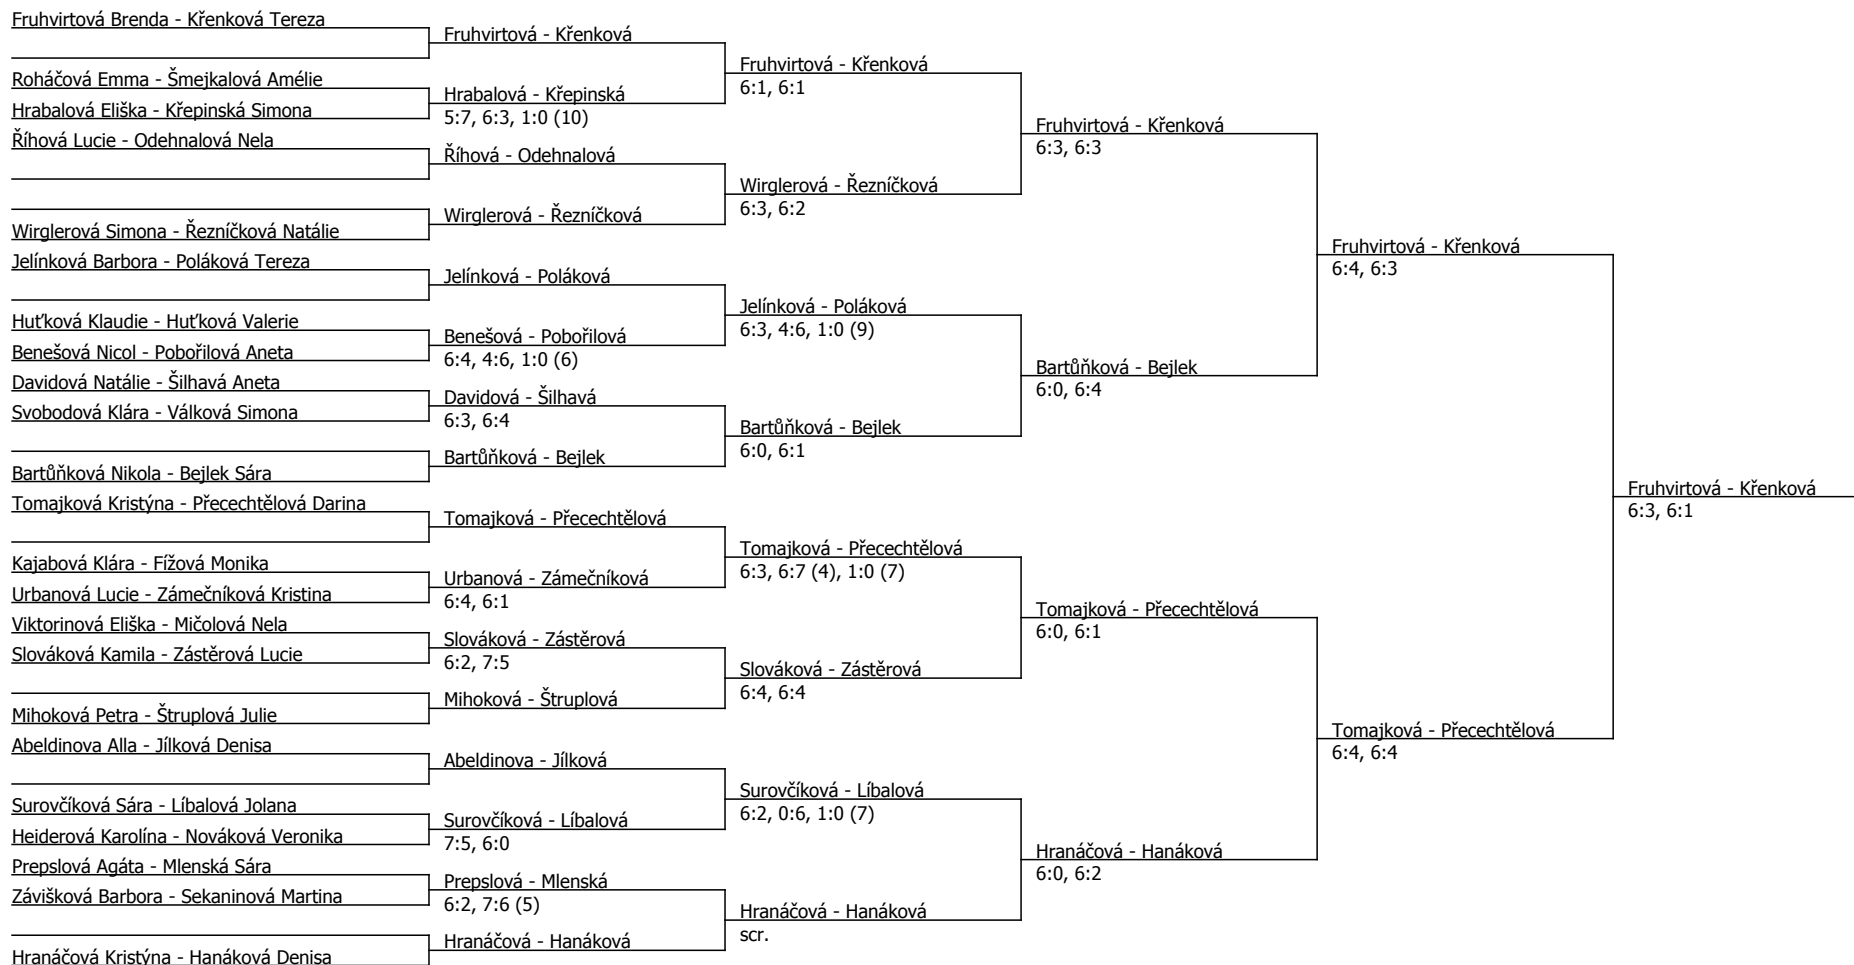 Fruhvirtová Brenda - Křenková Tereza
Roháčová Emma - Šmejkalová Amélie
Hrabalová Eliška - Křepinská Simona
Říhová Lucie - Odehnalová Nela
Wirglerová Simona - Řezníčková Natálie
Jelínková Barbora - Poláková Tereza
Huťková Klaudie - Huťková Valerie
Benešová Nicol - Pobořilová Aneta
Davidová Natálie - Šilhavá Aneta
Svobodová Klára - Válková Simona
Bartůňková Nikola - Bejlek Sára
Tomajková Kristýna - Přecechtělová Darina
Kajabová Klára - Fížová Monika
Urbanová Lucie - Zámečníková Kristina
Viktorinová Eliška - Mičolová Nela
Slováková Kamila - Zástěrová Lucie
Mihoková Petra - Štruplová Julie
Abeldinova Alla - Jílková Denisa
Surovčíková Sára - Líbalová Jolana
Heiderová Karolína - Nováková Veronika
Prepslová Agáta - Mlenská Sára
Závišková Barbora - Sekaninová Martina
Hranáčová Kristýna - Hanáková Denisa
Fruhvirtová - Křenková
Hrabalová - Křepinská
5:7, 6:3, 1:0 (10)
Říhová - Odehnalová
Wirglerová - Řezníčková
Jelínková - Poláková
Benešová - Pobořilová
6:4, 4:6, 1:0 (6)
Davidová - Šilhavá
6:3, 6:4
Bartůňková - Bejlek
Tomajková - Přecechtělová
Urbanová - Zámečníková
6:4, 6:1
Slováková - Zástěrová
6:2, 7:5
Mihoková - Štruplová
Abeldinova - Jílková
Surovčíková - Líbalová
7:5, 6:0
Prepslová - Mlenská
6:2, 7:6 (5)
Hranáčová - Hanáková
Fruhvirtová - Křenková
6:1, 6:1
Wirglerová - Řezníčková
6:3, 6:2
Jelínková - Poláková
6:3, 4:6, 1:0 (9)
Bartůňková - Bejlek
6:0, 6:1
Tomajková - Přecechtělová
6:3, 6:7 (4), 1:0 (7)
Slováková - Zástěrová
6:4, 6:4
Surovčíková - Líbalová
6:2, 0:6, 1:0 (7)
Hranáčová - Hanáková
scr.
Fruhvirtová - Křenková
6:3, 6:3
Bartůňková - Bejlek
6:0, 6:4
Tomajková - Přecechtělová
6:0, 6:1
Hranáčová - Hanáková
6:0, 6:2
Fruhvirtová - Křenková
6:4, 6:3
Tomajková - Přecechtělová
6:4, 6:4
Fruhvirtová - Křenková
6:3, 6:1